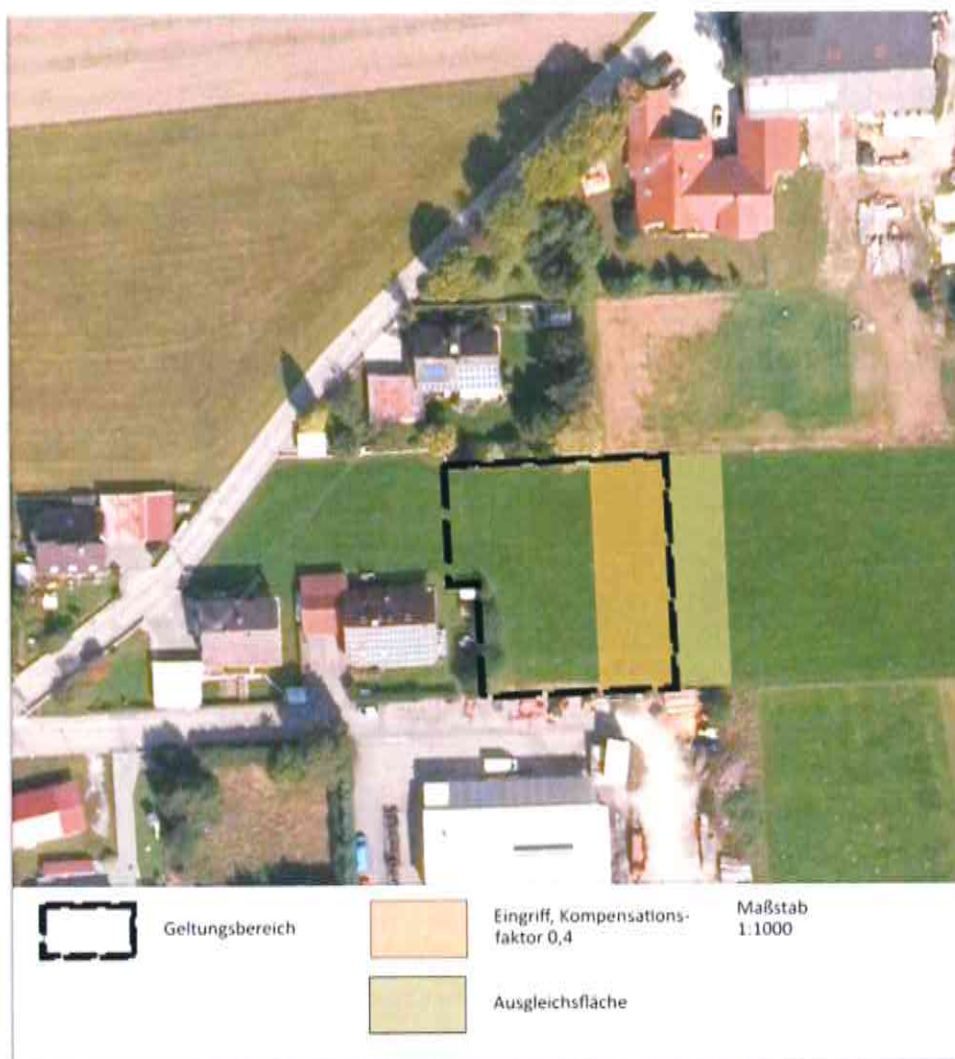 Geltungsbereich
Eingriff, Kompensations-
faktor 0,4
Maßstab
1:1000
Ausgleichsfläche